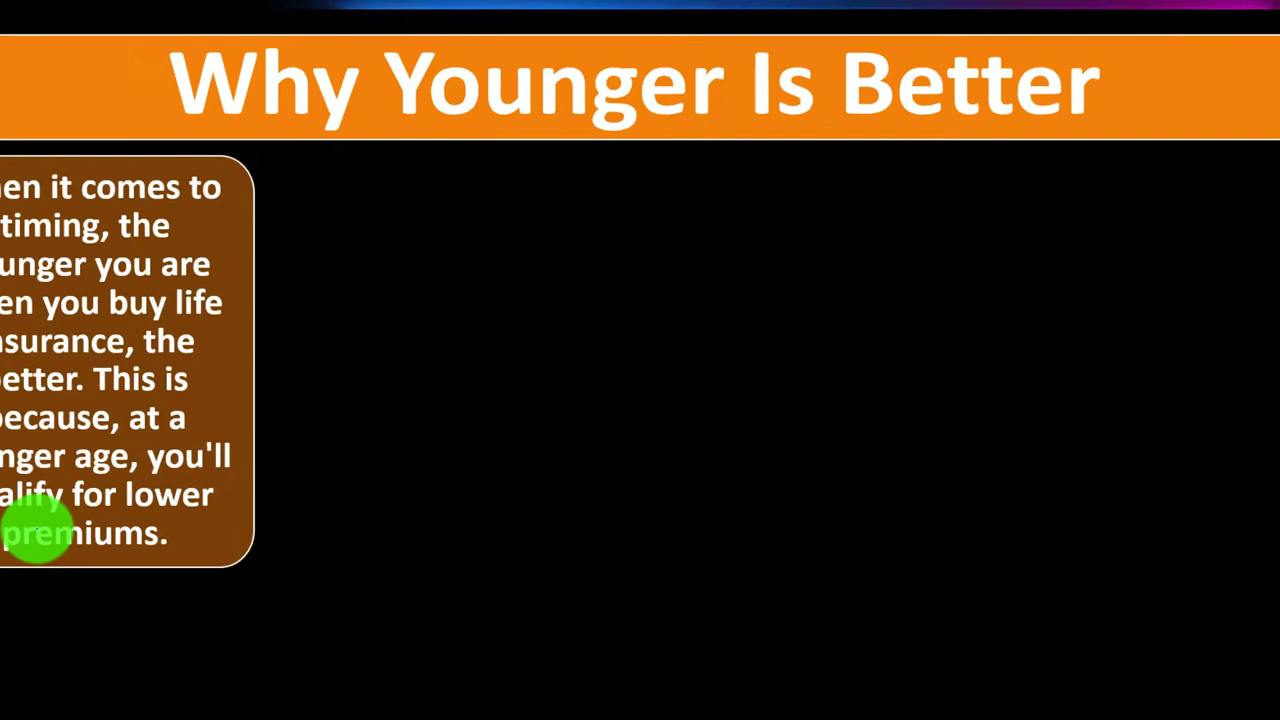 Why Younger Is Better
en it comes to
timing, the
unger you are
en you buy life
surance, the
etter. This is
ecause, at a
nger age, you'll
alify for lower
premiums.